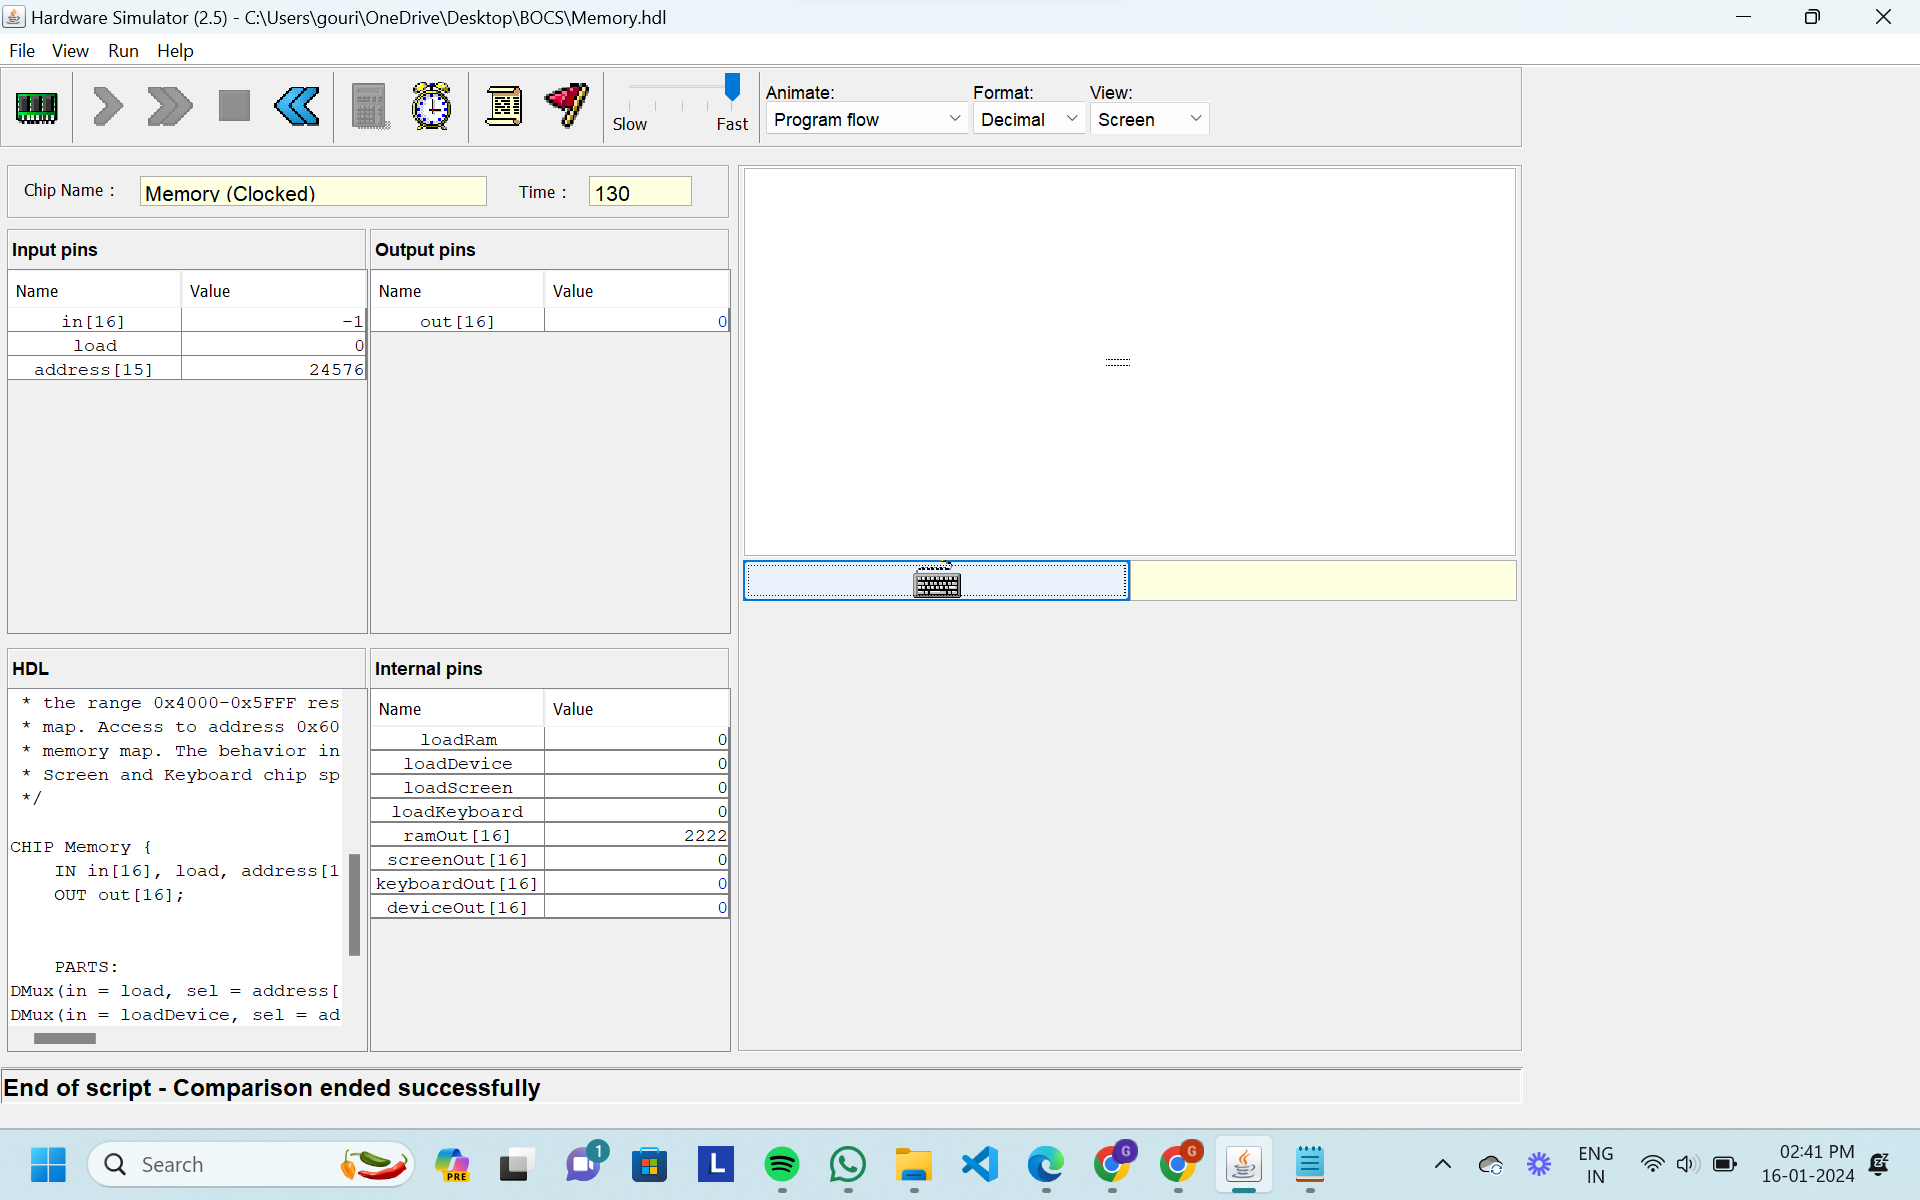 Hardware Simulator (2.5) - C:\Users\gouri\OneDrive\Desktop\BOCS\Memory.hdl
File View Run Help
Slow Fast
Animate: Format: View:
Program flow Decimal Screen
Chip Name : Memory (Clocked) Time : 130
Input pins
Name Value
in[16] -1
load 0
address[15] 24576
Output pins
Name Value
out[16] 0
HDL
* the range 0x4000-0x5FFF res
* map. Access to address 0x60
* memory map. The behavior in
* Screen and Keyboard chip sp
*/
CHIP Memory {
IN in[16], load, address[1
OUT out[16];
PARTS:
DMux(in = load, sel = address[
DMux(in = loadDevice, sel = ad
Internal pins
Name Value
loadRam 0
loadDevice 0
loadScreen 0
loadKeyboard 0
ramOut[16] 2222
screenOut[16] 0
keyboardOut[16] 0
deviceOut[16] 0
End of script - Comparison ended successfully
Search
PRE
1
L
G
G
ENG
IN
02:41 PM
16-01-2024